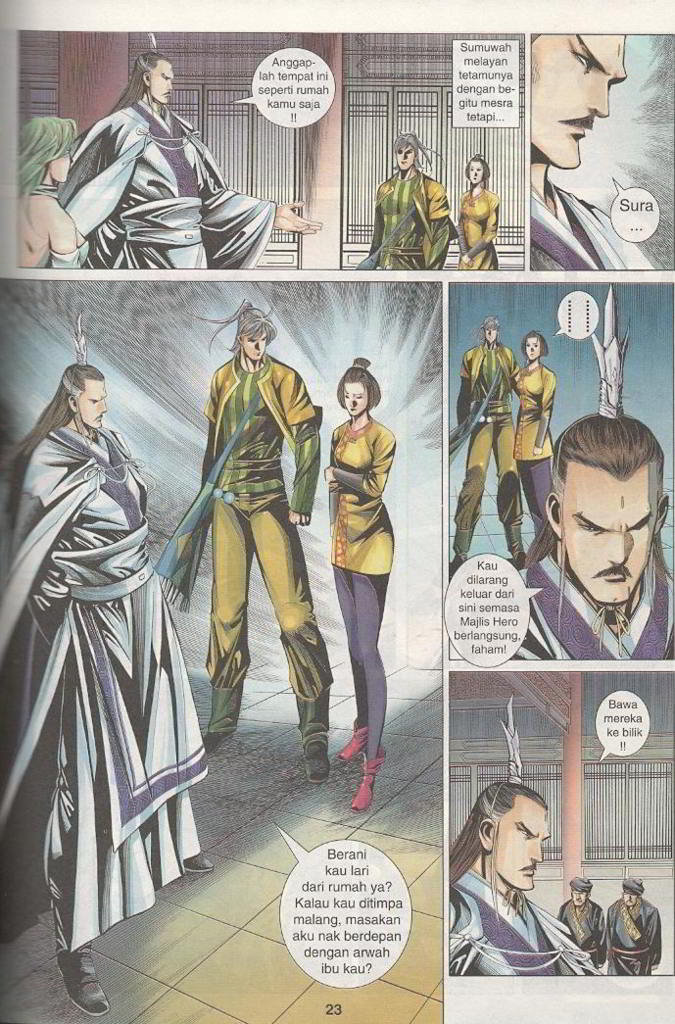 Anggap-
lah tempat ini
seperti rumah
kamu saja
!!
Sumuwah
melayan
tetamunya
dengan be-
gitu mesra
tetapi...
Sura
...
Berani
kau lari
dari rumah ya?
Kalau kau ditimpa
malang, masakan
aku nak berdepan
dengan arwah
ibu kau?
Kau
dilarang
keluar dari
sini semasa
Majlis Hero
berlangsung,
faham!
Bawa
mereka
ke bilik
!!
23